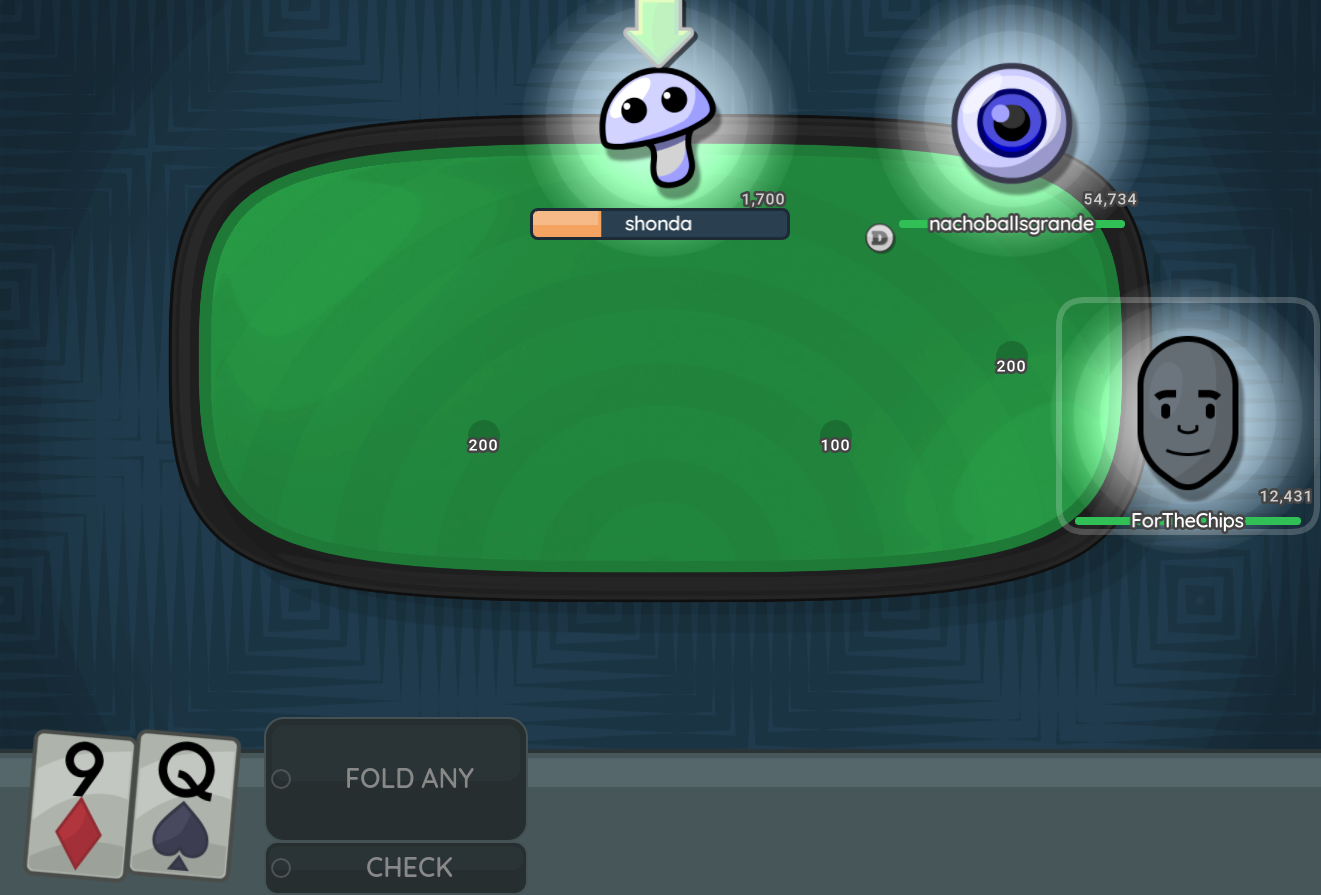 1,700
shonda
54,734
nachoballsgrande
D
200
200
100
12,431
ForTheChips
9
Q
FOLD ANY
CHECK